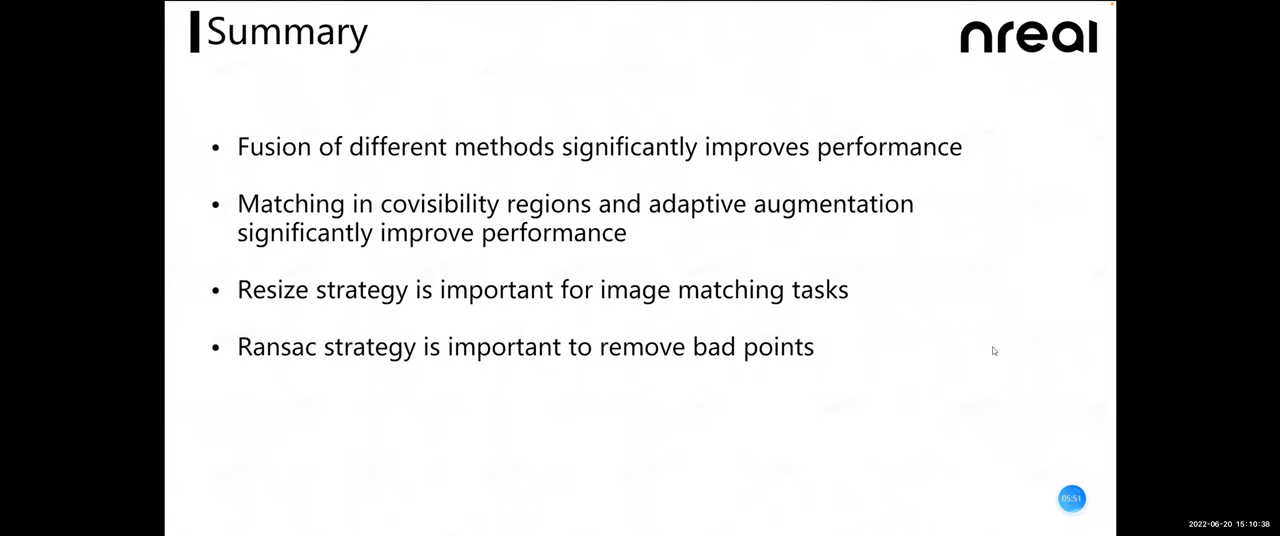 Summary
nreal
• Fusion of different methods significantly improves performance
• Matching in covisibility regions and adaptive augmentation
significantly improve performance
• Resize strategy is important for image matching tasks
• Ransac strategy is important to remove bad points
05:51
2022-06-20 15:10:38